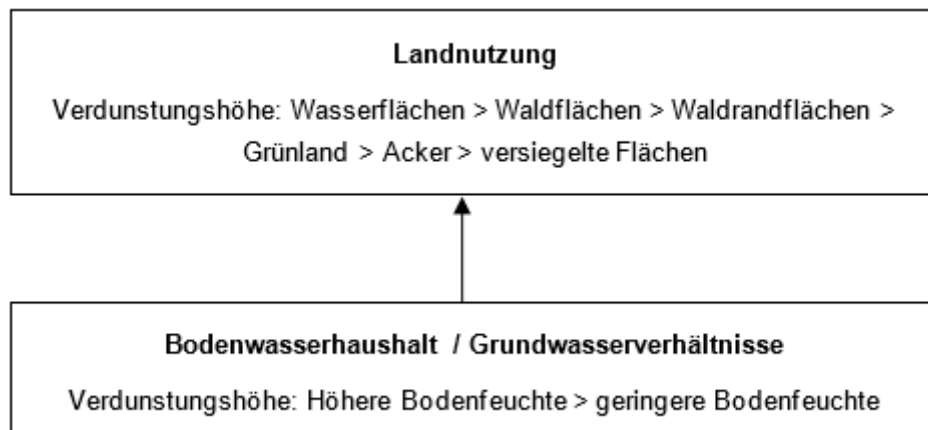 Landnutzung
Verdunstungshöhe: Wasserflächen > Waldflächen > Waldrandflächen >
Grünland > Acker > versiegelte Flächen
Bodenwasserhaushalt / Grundwasserverhältnisse
Verdunstungshöhe: Höhere Bodenfeuchte > geringere Bodenfeuchte